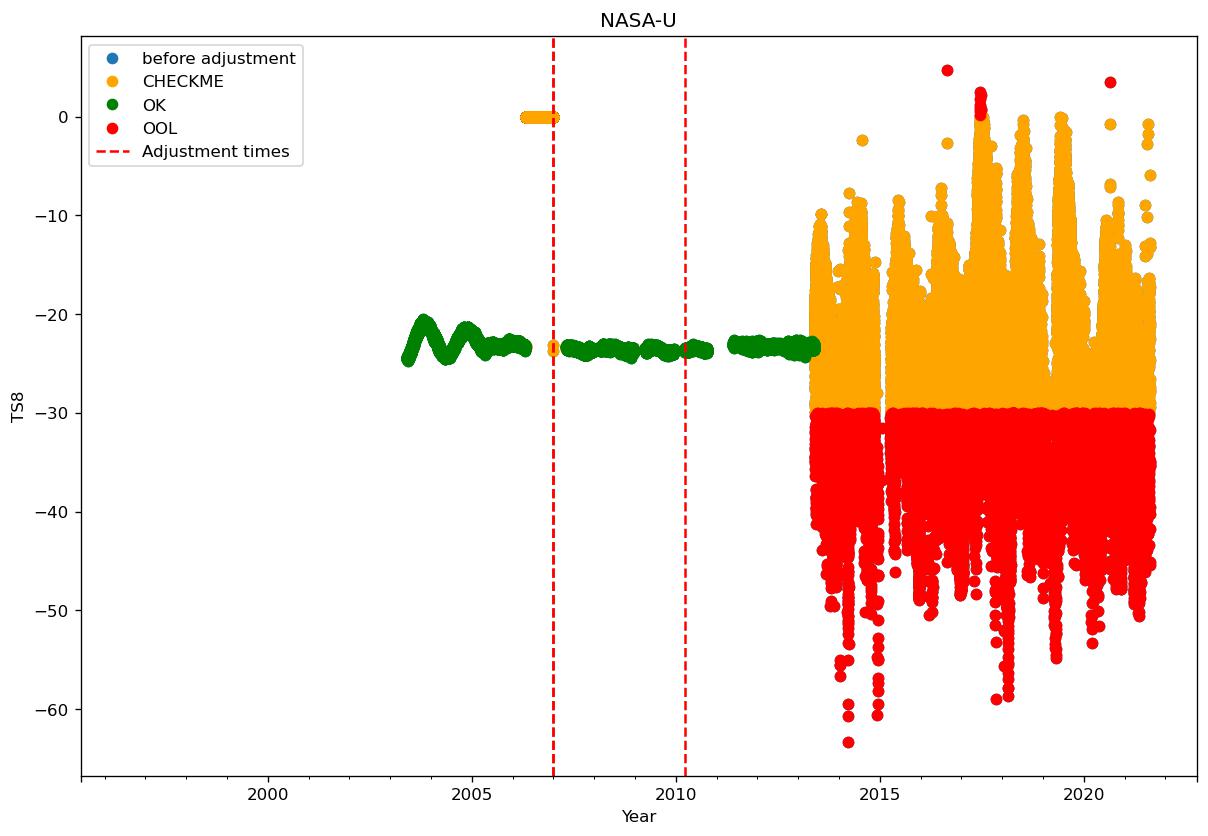 NASA-U
before adjustment
CHECKME
OK
OOL
Adjustment times
0
−10
−20
−30
−40
−50
−60
TS8
2000 2005 2010 2015 2020
Year